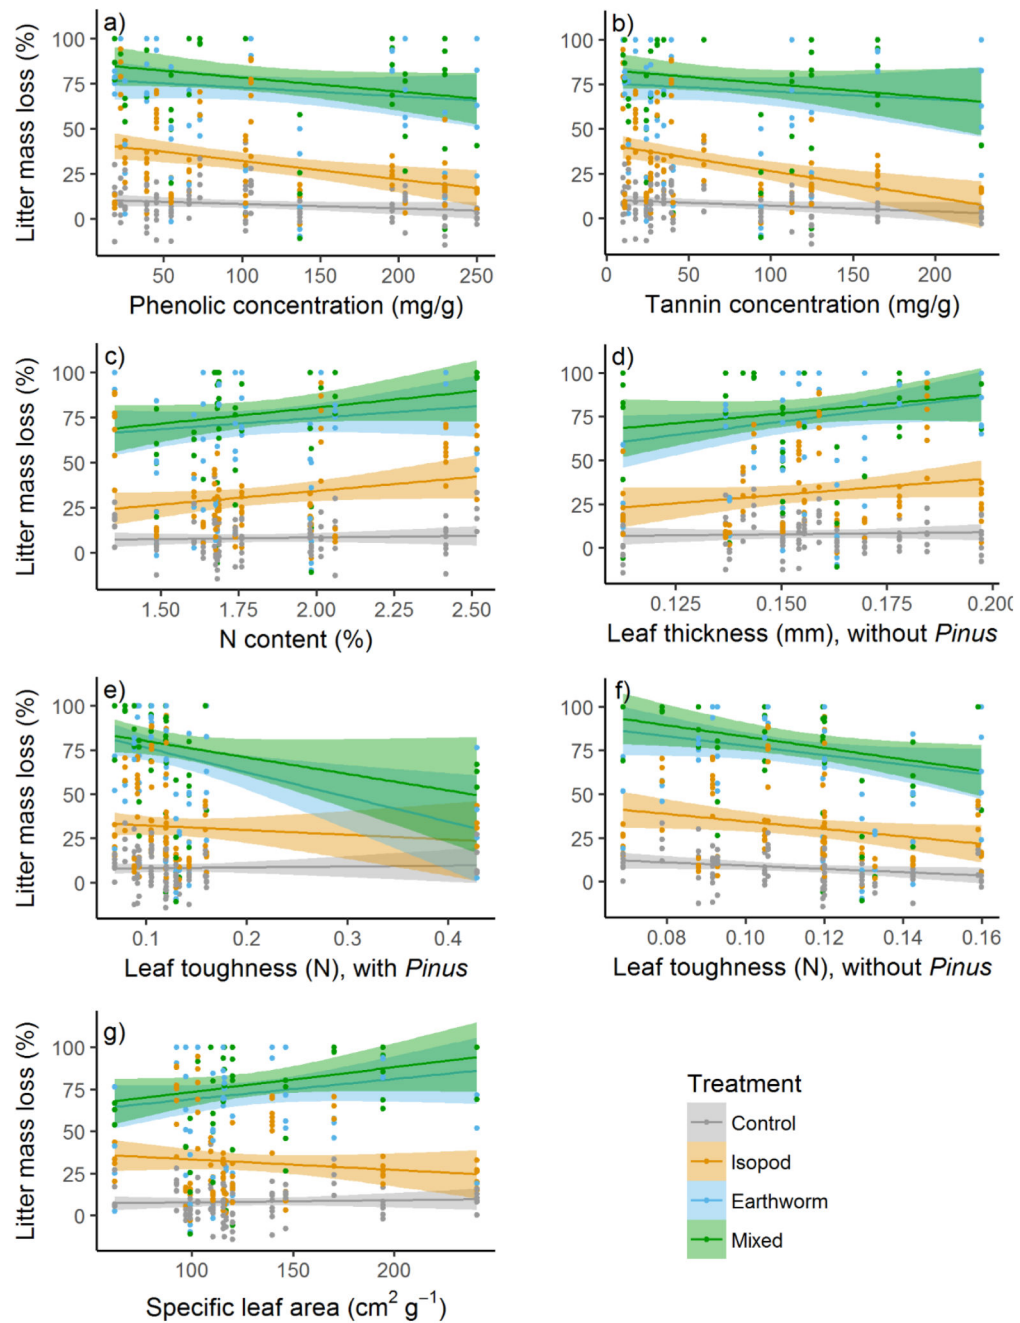 a)
Litter mass loss (%)
100
75
50
25
0
50
100
150
200
250
Phenolic concentration (mg/g)
b)
100
75
50
25
0
0
50
100
150
200
Tannin concentration (mg/g)
c)
Litter mass loss (%)
100
75
50
25
0
1.50
1.75
2.00
2.25
2.50
N content (%)
d)
100
75
50
25
0
0.125
0.150
0.175
0.200
Leaf thickness (mm), without Pinus
e)
Litter mass loss (%)
100
75
50
25
0
0.1
0.2
0.3
0.4
Leaf toughness (N), with Pinus
f)
100
75
50
25
0
0.08
0.10
0.12
0.14
0.16
Leaf toughness (N), without Pinus
g)
Litter mass loss (%)
100
75
50
25
0
100
150
200
Specific leaf area (cm² g⁻¹)
Treatment
Control
Isopod
Earthworm
Mixed